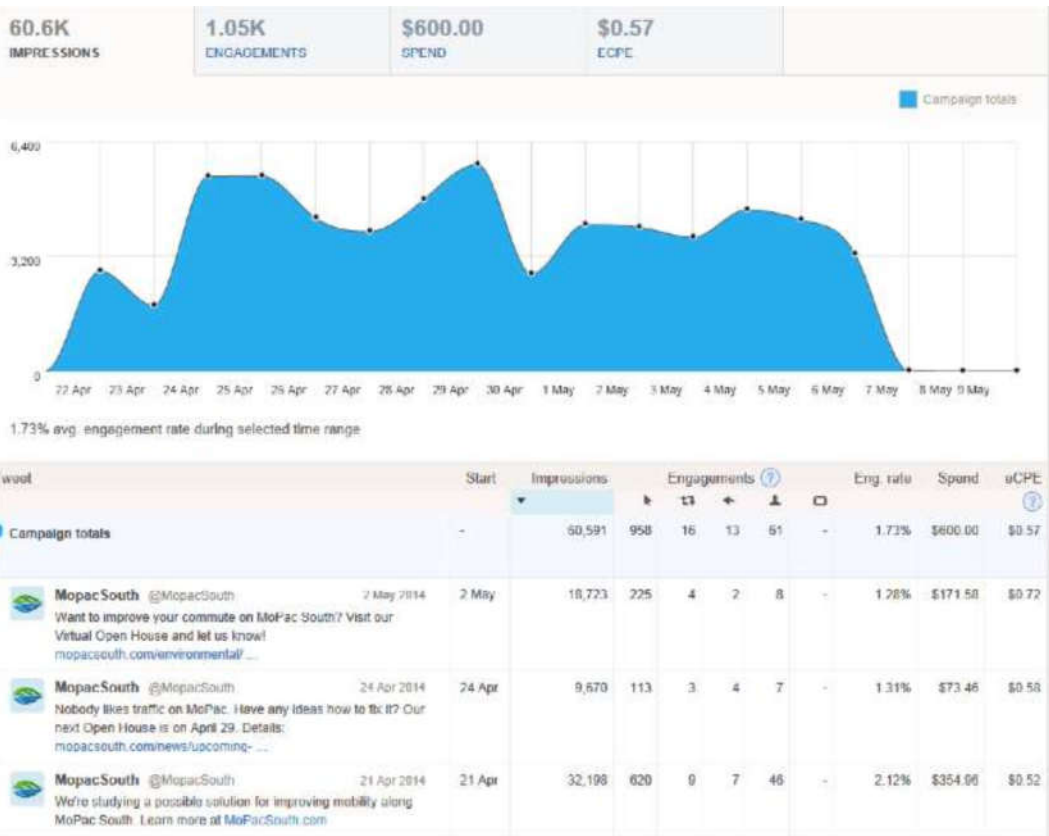 60.6K
IMPRESSIONS
1.05K
ENGAGEMENTS
$600.00
SPEND
$0.57
ECPE
Campaign totals
6,400
3,200
0
22 Apr 23 Apr 24 Apr 25 Apr 26 Apr 27 Apr 28 Apr 29 Apr 30 Apr 1 May 2 May 3 May 4 May 5 May 6 May 7 May 8 May 9 May
1.73% avg. engagement rate during selected time range
weet Start Impressions Engagements ? Eng. rate Spend eCPE
?
Campaign totals - 60,591 958 16 13 61 - 1.73% $600.00 $0.57
MopacSouth @MopacSouth 2 May 2014 2 May 18,723 225 4 2 8 - 1.28% $171.58 $0.72
Want to improve your commute on MoPac South? Visit our
Virtual Open House and let us know!
mopacsouth.com/environmental/ ...
MopacSouth @MopacSouth 24 Apr 2014 24 Apr 9,670 113 3 4 7 - 1.31% $73.46 $0.58
Nobody likes traffic on MoPac. Have any ideas how to fix it? Our
next Open House is on April 29. Details:
mopacsouth.com/news/upcoming- ...
MopacSouth @MopacSouth 21 Apr 2014 21 Apr 32,198 620 9 7 46 - 2.12% $354.96 $0.52
We're studying a possible solution for improving mobility along
MoPac South. Learn more at MoPacSouth.com